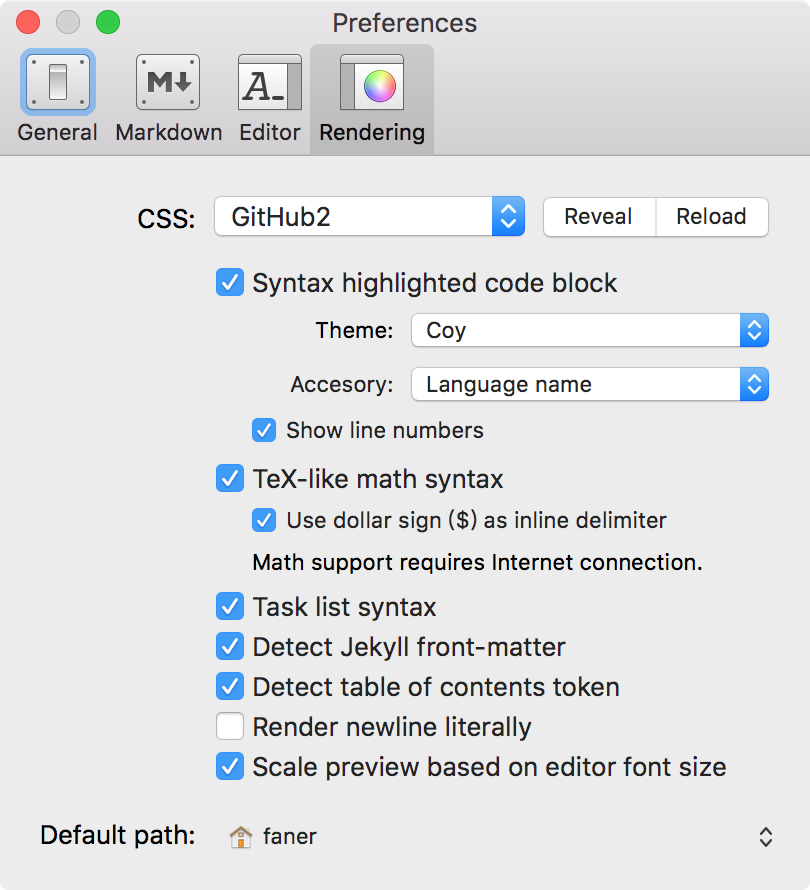 Preferences
M
A_
General Markdown Editor Rendering
CSS: GitHub2 Reveal Reload
Syntax highlighted code block
Theme: Coy
Accesory: Language name
Show line numbers
TeX-like math syntax
Use dollar sign ($) as inline delimiter
Math support requires Internet connection.
Task list syntax
Detect Jekyll front-matter
Detect table of contents token
Render newline literally
Scale preview based on editor font size
Default path: faner